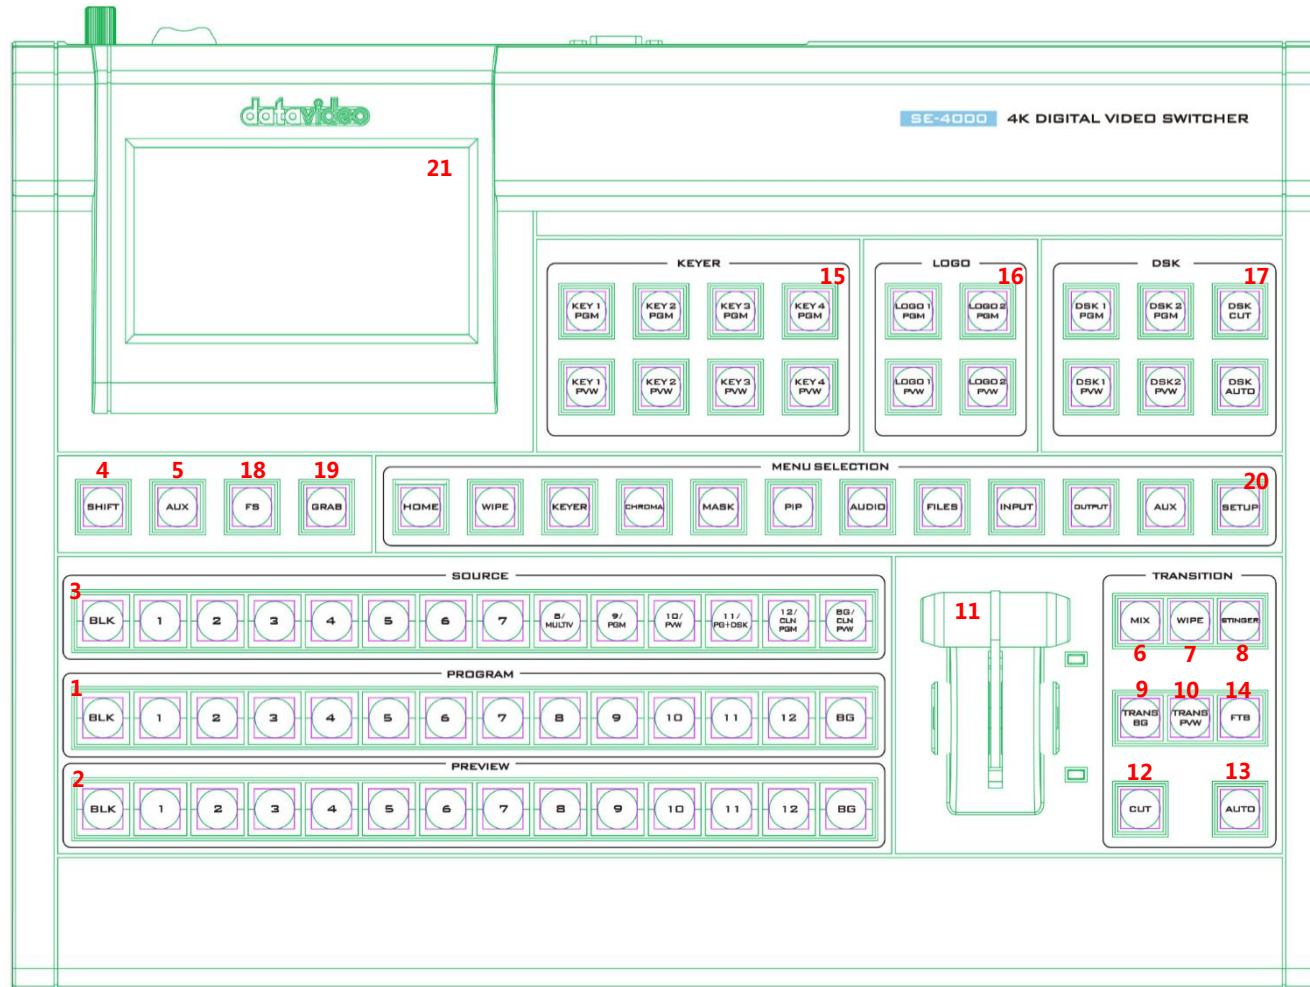 datavideo
SE-4000 4K DIGITAL VIDEO SWITCHER
21
KEYER
15
KEY 1 PGM
KEY 2 PGM
KEY 3 PGM
KEY 4 PGM
KEY 1 PVW
KEY 2 PVW
KEY 3 PVW
KEY 4 PVW
LOGO
16
LOGO 1 PGM
LOGO 2 PGM
LOGO 1 PVW
LOGO 2 PVW
DSK
17
DSK 1 PGM
DSK 2 PGM
DSK CUT
DSK 1 PVW
DSK 2 PVW
DSK AUTO
4 5 18 19
SHIFT AUX FS GRAB
MENU SELECTION
20
HOME WIPE KEYER CHROMA MASK PIP AUDIO FILES INPUT OUTPUT AUX SETUP
SOURCE
3
BLK 1 2 3 4 5 6 7 8/ MULTIV 9/ PGM 10/ PVW 11/ PG+DSK 12/ CLN PGM BG/ CLN PVW
PROGRAM
1
BLK 1 2 3 4 5 6 7 8 9 10 11 12 BG
PREVIEW
2
BLK 1 2 3 4 5 6 7 8 9 10 11 12 BG
11
TRANSITION
MIX WIPE STINGER
6 7 8
9 10 14
TRANS BG TRANS PVW FTB
12 13
CUT AUTO